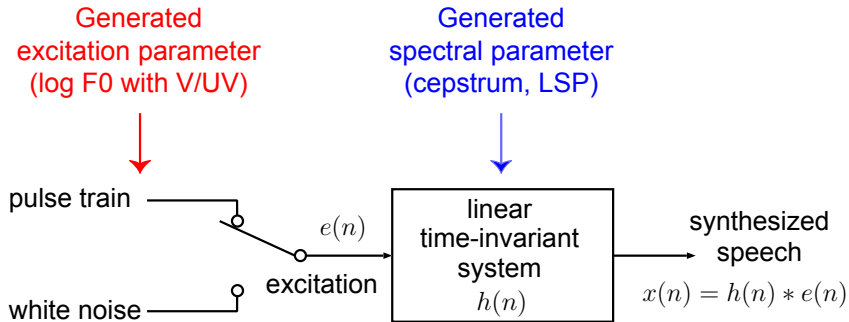 Generated
excitation parameter
(log F0 with V/UV)
Generated
spectral parameter
(cepstrum, LSP)
pulse train
e(n)
excitation
white noise
linear
time-invariant
system
h(n)
synthesized
speech
x(n) = h(n) * e(n)